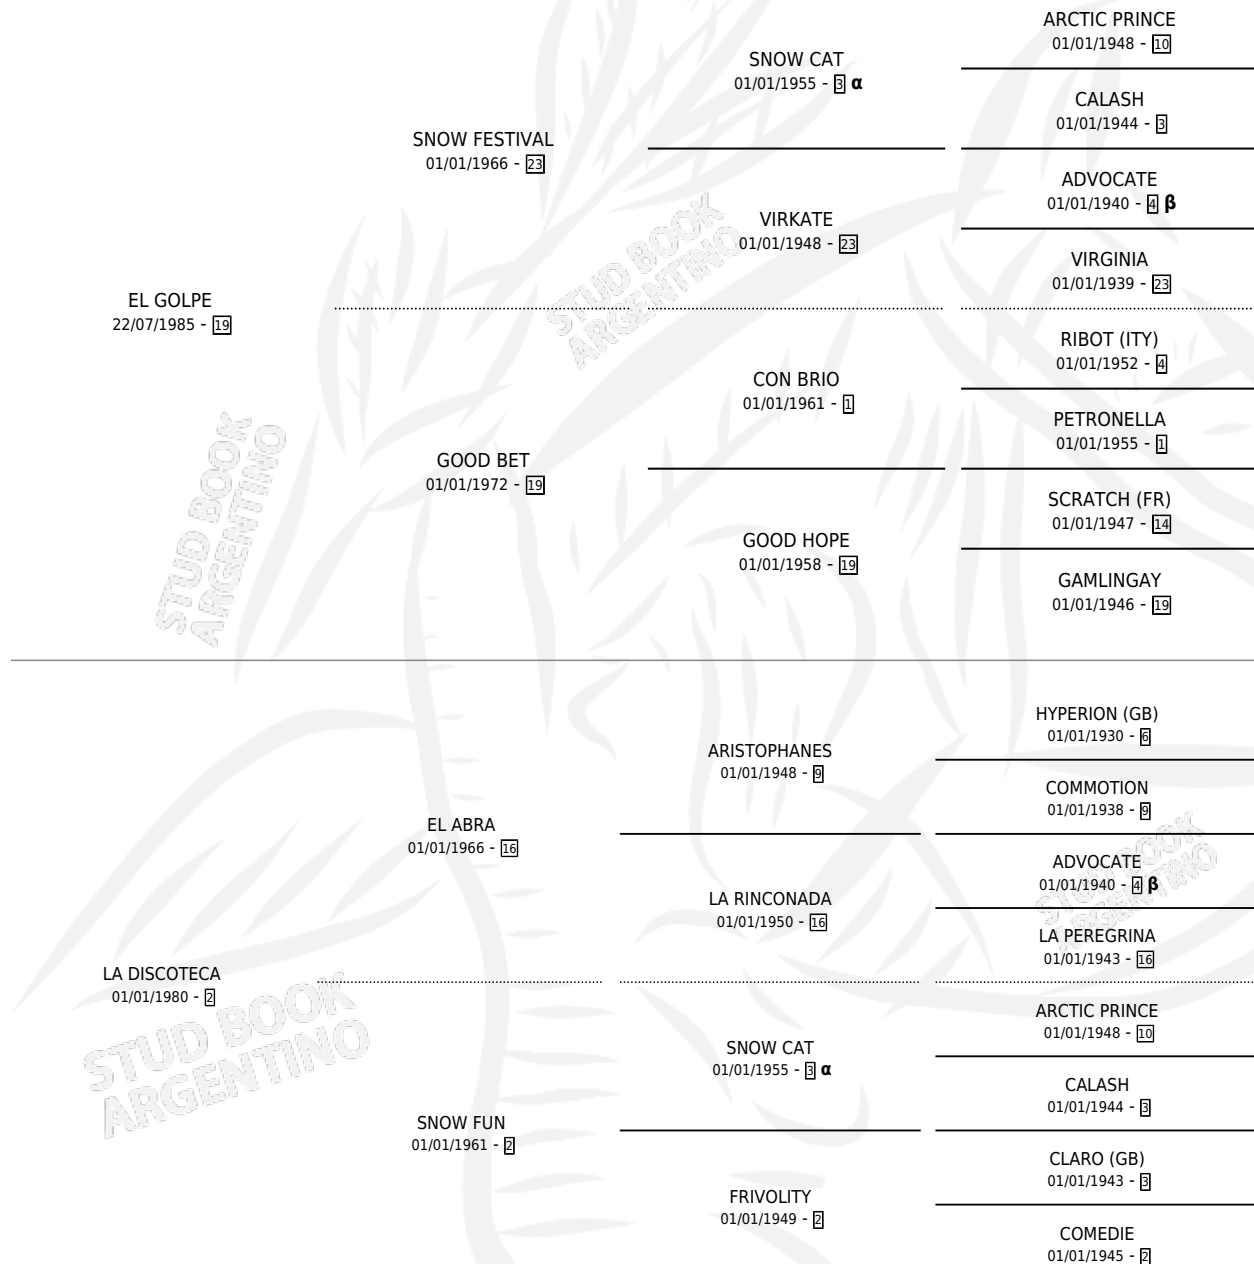 ARCTIC PRINCE
01/01/1948 - 10
SNOW CAT
01/01/1955 - 3 α
CALASH
01/01/1944 - 3
SNOW FESTIVAL
01/01/1966 - 23
ADVOCATE
01/01/1940 - 4 β
VIRKATE
01/01/1948 - 23
VIRGINIA
01/01/1939 - 23
EL GOLPE
22/07/1985 - 19
RIBOT (ITY)
01/01/1952 - 4
CON BRIO
01/01/1961 - 1
PETRONELLA
01/01/1955 - 1
GOOD BET
01/01/1972 - 19
SCRATCH (FR)
01/01/1947 - 14
GOOD HOPE
01/01/1958 - 19
GAMLINGAY
01/01/1946 - 19
HYPERION (GB)
01/01/1930 - 6
ARISTOPHANES
01/01/1948 - 9
COMMOTION
01/01/1938 - 9
EL ABRA
01/01/1966 - 16
ADVOCATE
01/01/1940 - 4 β
LA RINCONADA
01/01/1950 - 16
LA PEREGRINA
01/01/1943 - 16
LA DISCOTECA
01/01/1980 - 2
ARCTIC PRINCE
01/01/1948 - 10
SNOW CAT
01/01/1955 - 3 α
CALASH
01/01/1944 - 3
SNOW FUN
01/01/1961 - 2
CLARO (GB)
01/01/1943 - 3
FRIVOLITY
01/01/1949 - 2
COMEDIE
01/01/1945 - 2
STUD BOOK
ARGENTINO
STUD BOOK
ARGENTINO
STUD BOOK
ARGENTINO
STUD BOOK
ARGENTINO